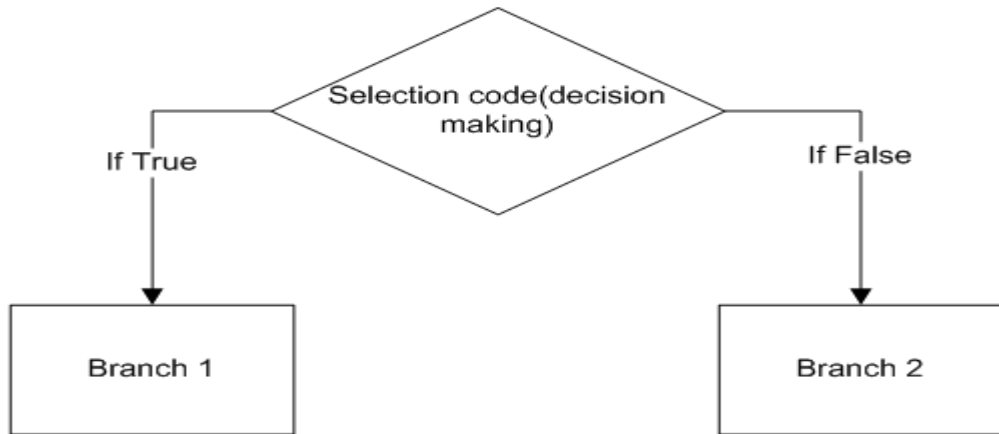 Selection code(decision
making)
If True
If False
Branch 1
Branch 2